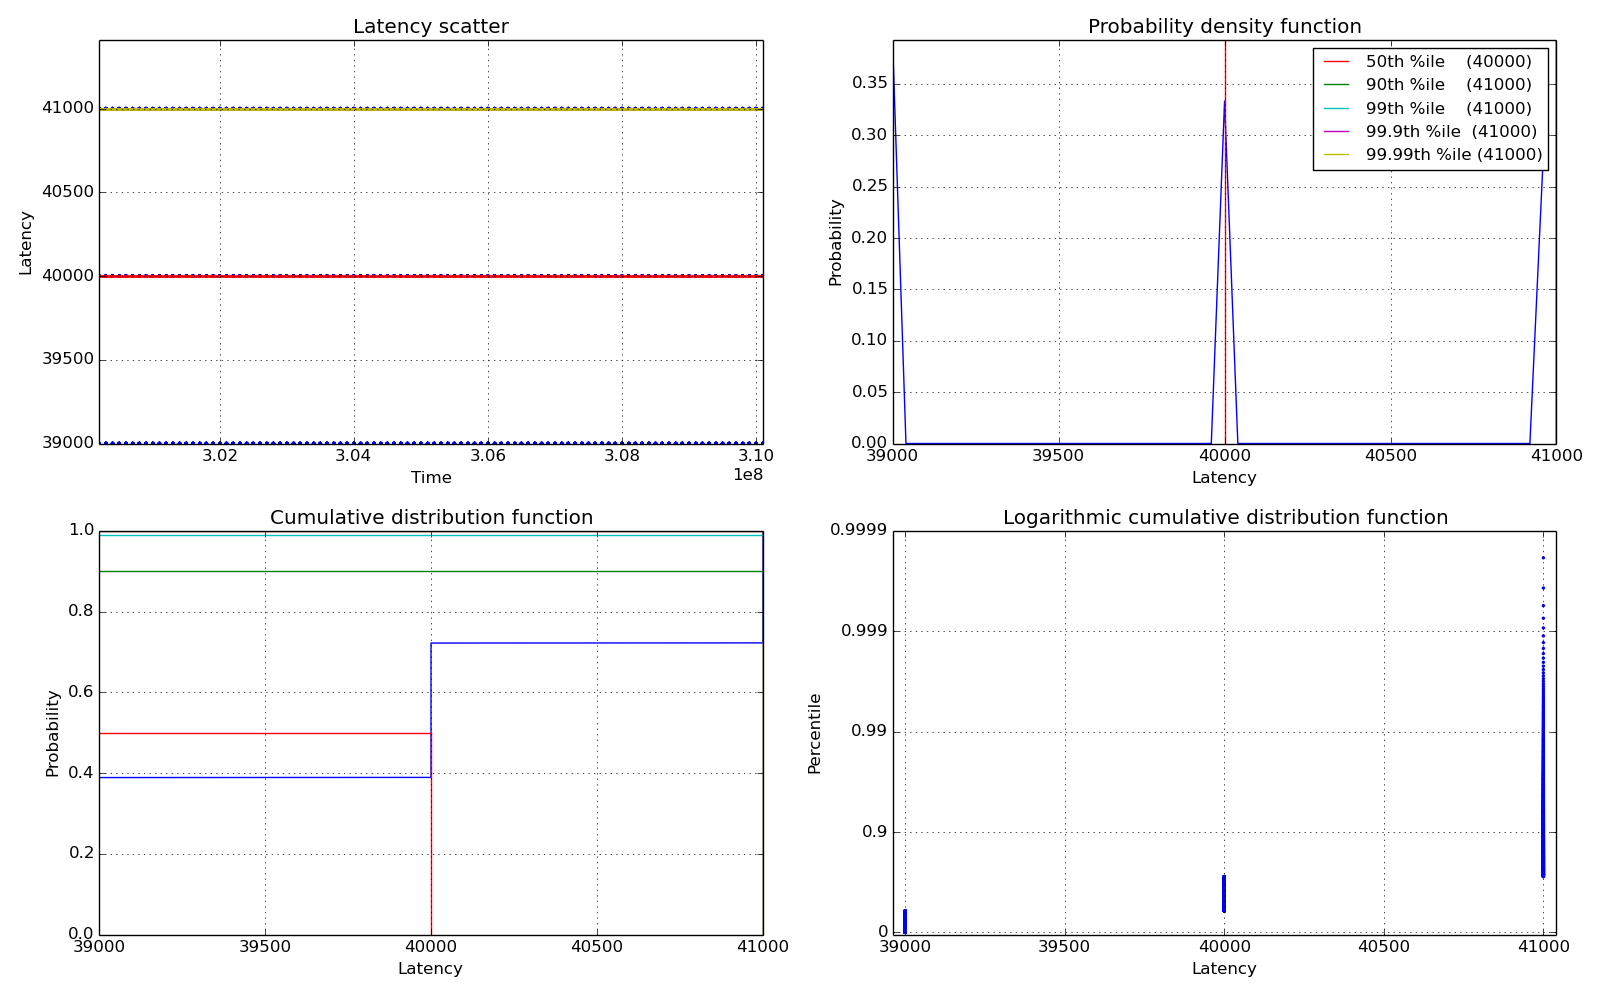 Latency scatter
41000
40500
40000
39500
39000
Latency
3.02 3.04 3.06 3.08 3.10
1e8
Time
Probability density function
0.35
0.30
0.25
0.20
0.15
0.10
0.05
0.00
Probability
50th %ile (40000)
90th %ile (41000)
99th %ile (41000)
99.9th %ile (41000)
99.99th %ile (41000)
39000 39500 40000 40500 41000
Latency
Cumulative distribution function
1.0
0.8
0.6
0.4
0.2
0.0
Probability
39000 39500 40000 40500 41000
Latency
Logarithmic cumulative distribution function
0.9999
0.999
0.99
0.9
0
Percentile
39000 39500 40000 40500 41000
Latency